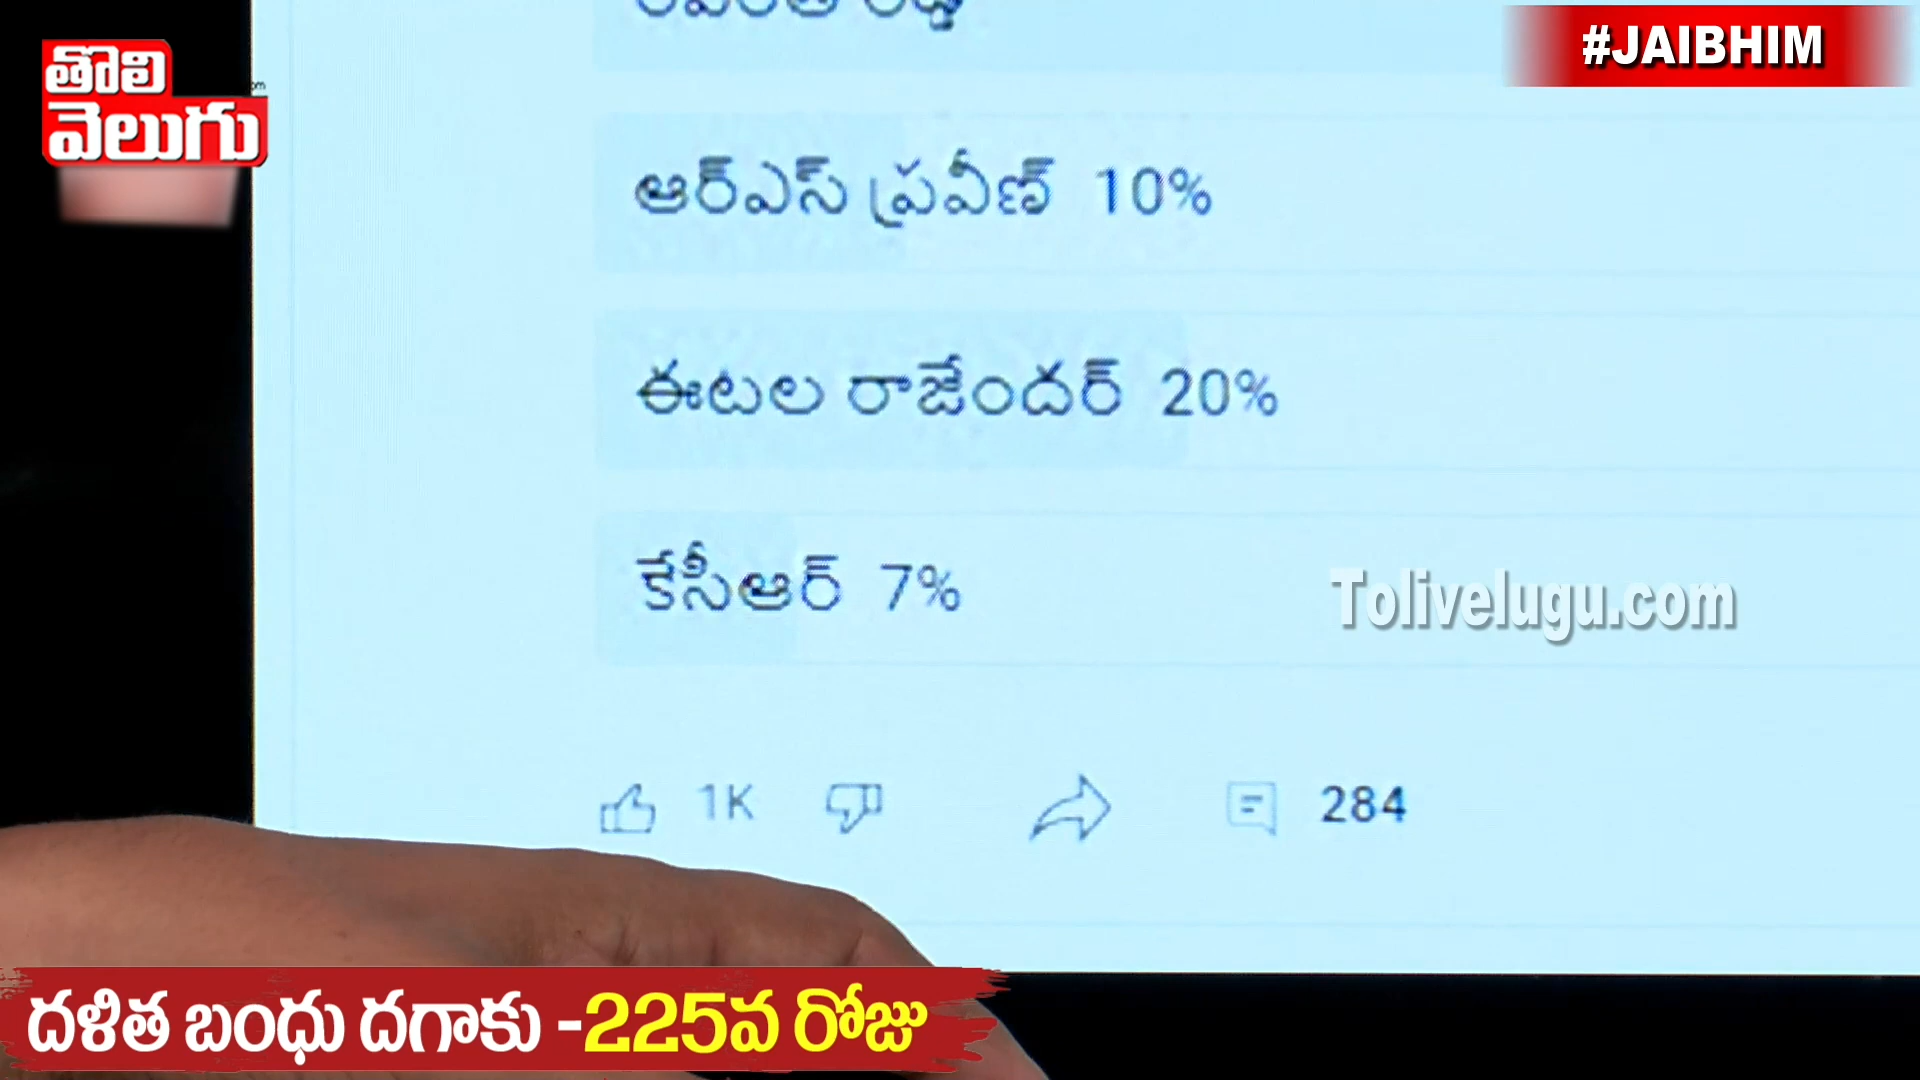 తొలి
వెలుగు
#JAIBHIM
ఆర్ఎస్ ప్రవీణ్ 10%
ఈటల రాజేందర్ 20%
కేసీఆర్ 7%
Tolivelugu.com
1K 284
దళిత బంధు దగాకు -225వ రోజు